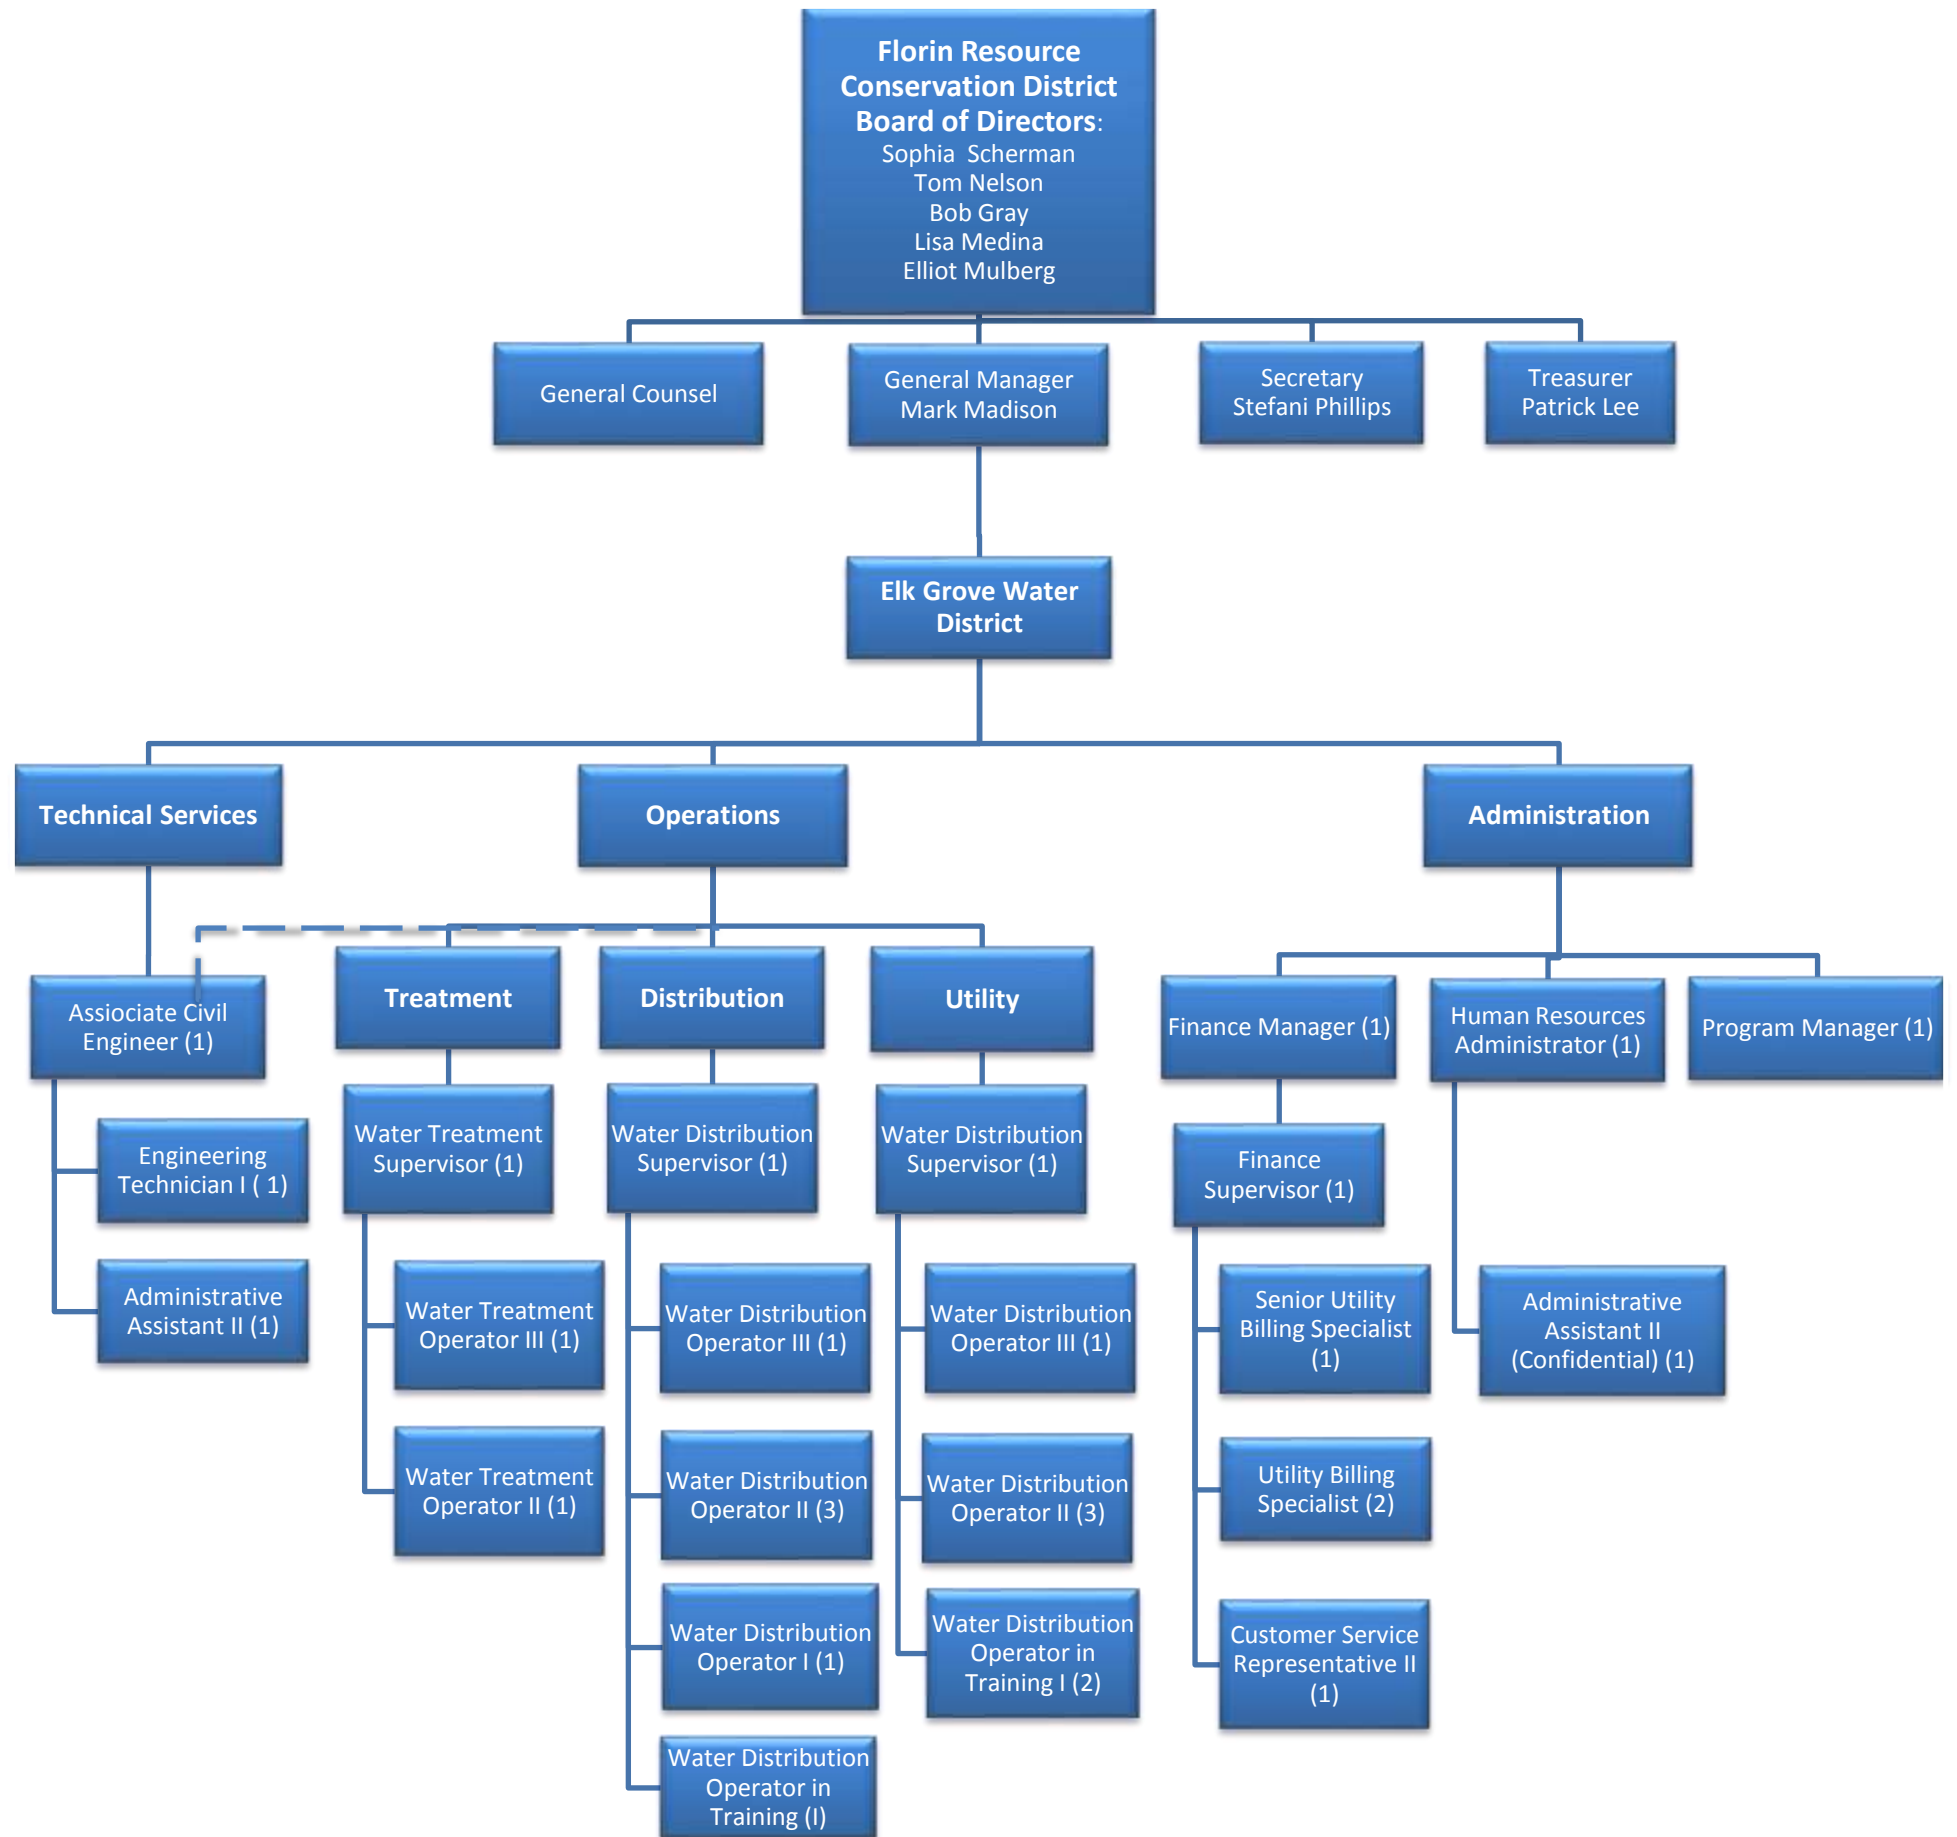 Florin Resource
Conservation District
Board of Directors:
Sophia Scherman
Tom Nelson
Bob Gray
Lisa Medina
Elliot Mulberg
General Counsel
General Manager
Mark Madison
Secretary
Stefani Phillips
Treasurer
Patrick Lee
Elk Grove Water
District
Technical Services
Operations
Administration
Assiociate Civil
Engineer (1)
Engineering
Technician I ( 1)
Administrative
Assistant II (1)
Treatment
Water Treatment
Supervisor (1)
Water Treatment
Operator III (1)
Water Treatment
Operator II (1)
Distribution
Water Distribution
Supervisor (1)
Water Distribution
Operator III (1)
Water Distribution
Operator II (3)
Water Distribution
Operator I (1)
Water Distribution
Operator in
Training (I)
Utility
Water Distribution
Supervisor (1)
Water Distribution
Operator III (1)
Water Distribution
Operator II (3)
Water Distribution
Operator in
Training I (2)
Finance Manager (1)
Finance
Supervisor (1)
Senior Utility
Billing Specialist
(1)
Utility Billing
Specialist (2)
Customer Service
Representative II
(1)
Human Resources
Administrator (1)
Administrative
Assistant II
(Confidential) (1)
Program Manager (1)